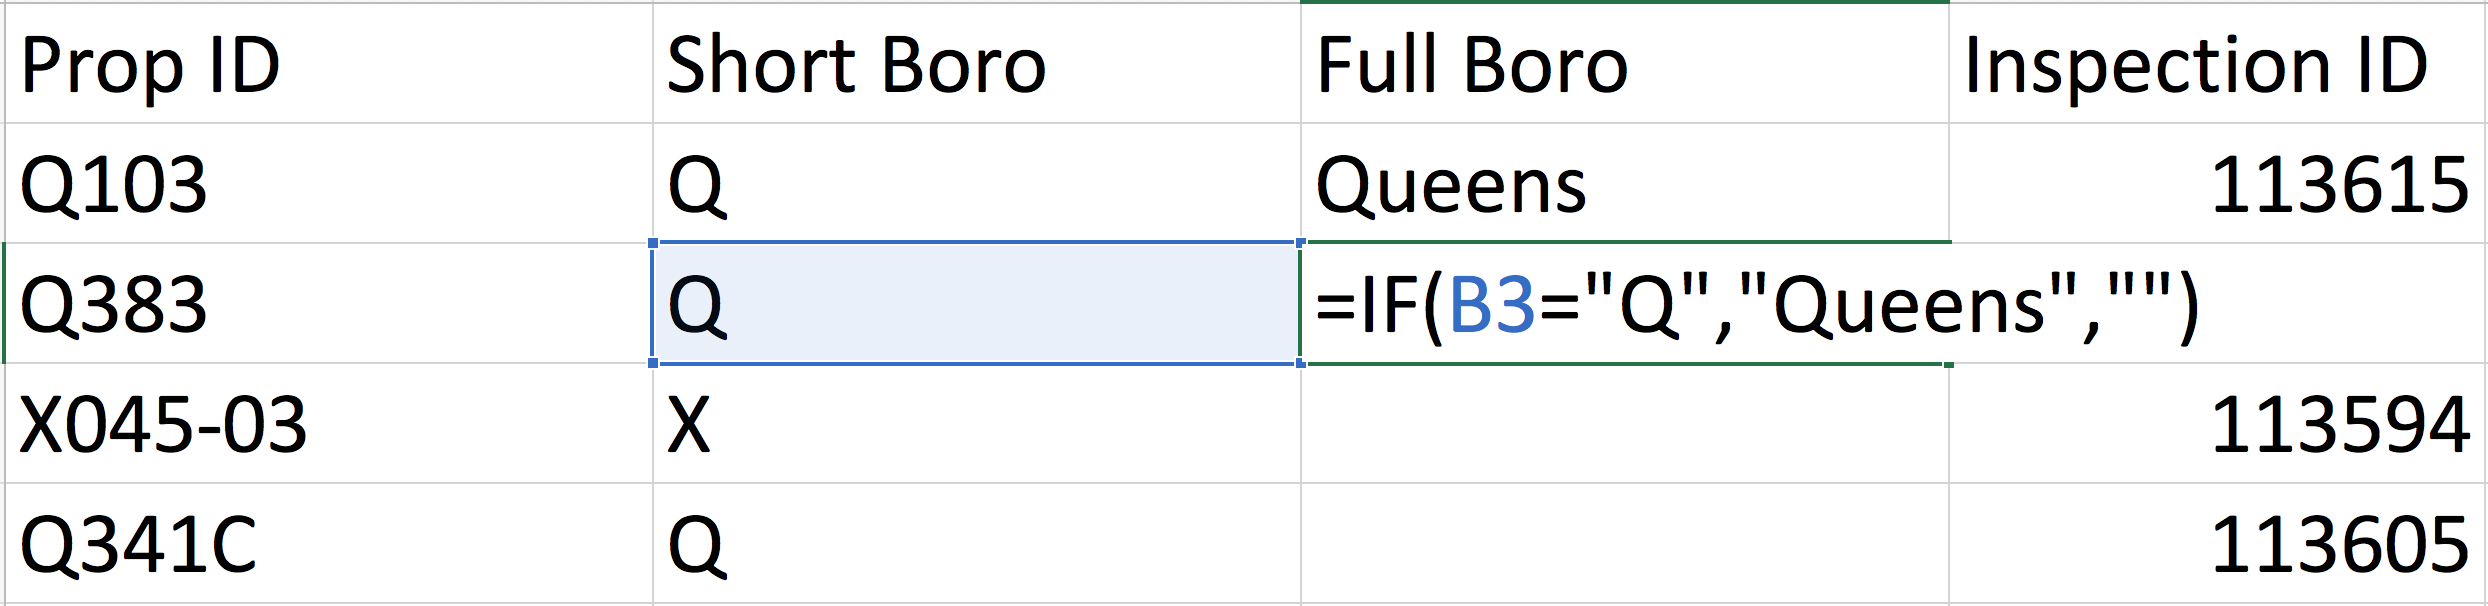 Prop ID Short Boro Full Boro Inspection ID
Q103 Q Queens 113615
Q383 Q =IF(B3="Q","Queens","")
X045-03 X 113594
Q341C Q 113605